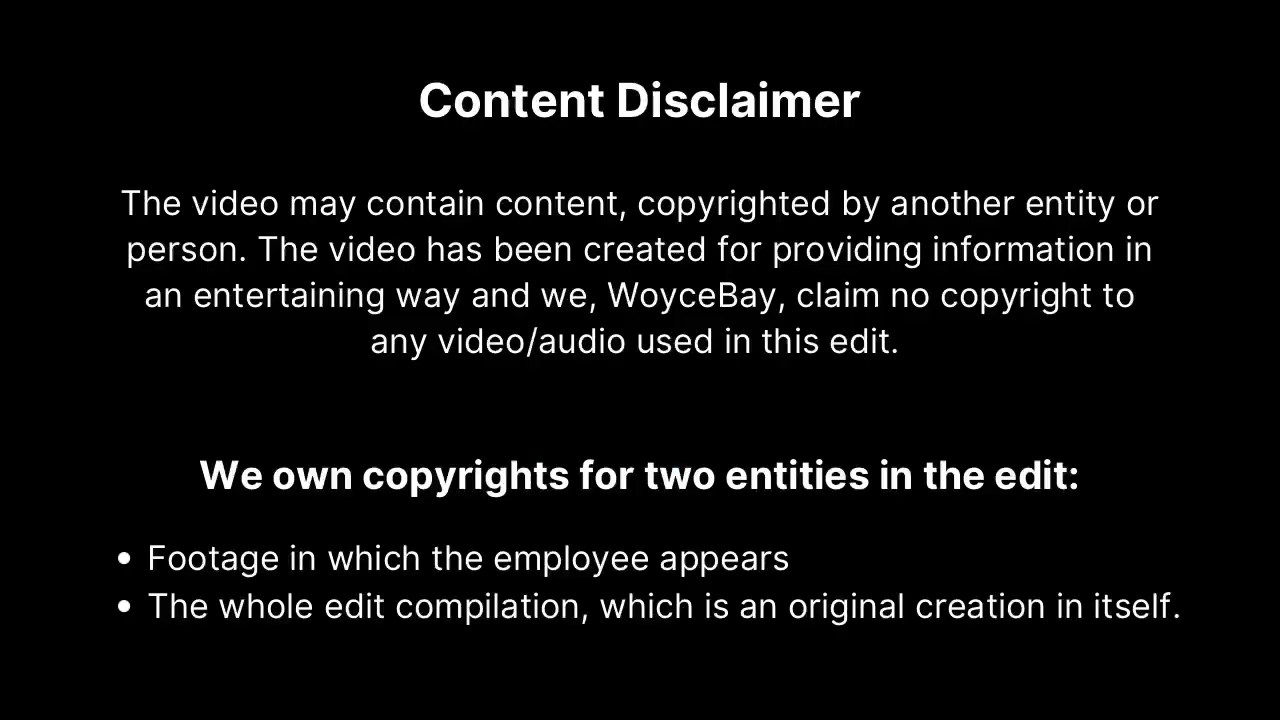 Content Disclaimer
The video may contain content, copyrighted by another entity or
person. The video has been created for providing information in
an entertaining way and we, WoyceBay, claim no copyright to
any video/audio used in this edit.
We own copyrights for two entities in the edit:
• Footage in which the employee appears
• The whole edit compilation, which is an original creation in itself.